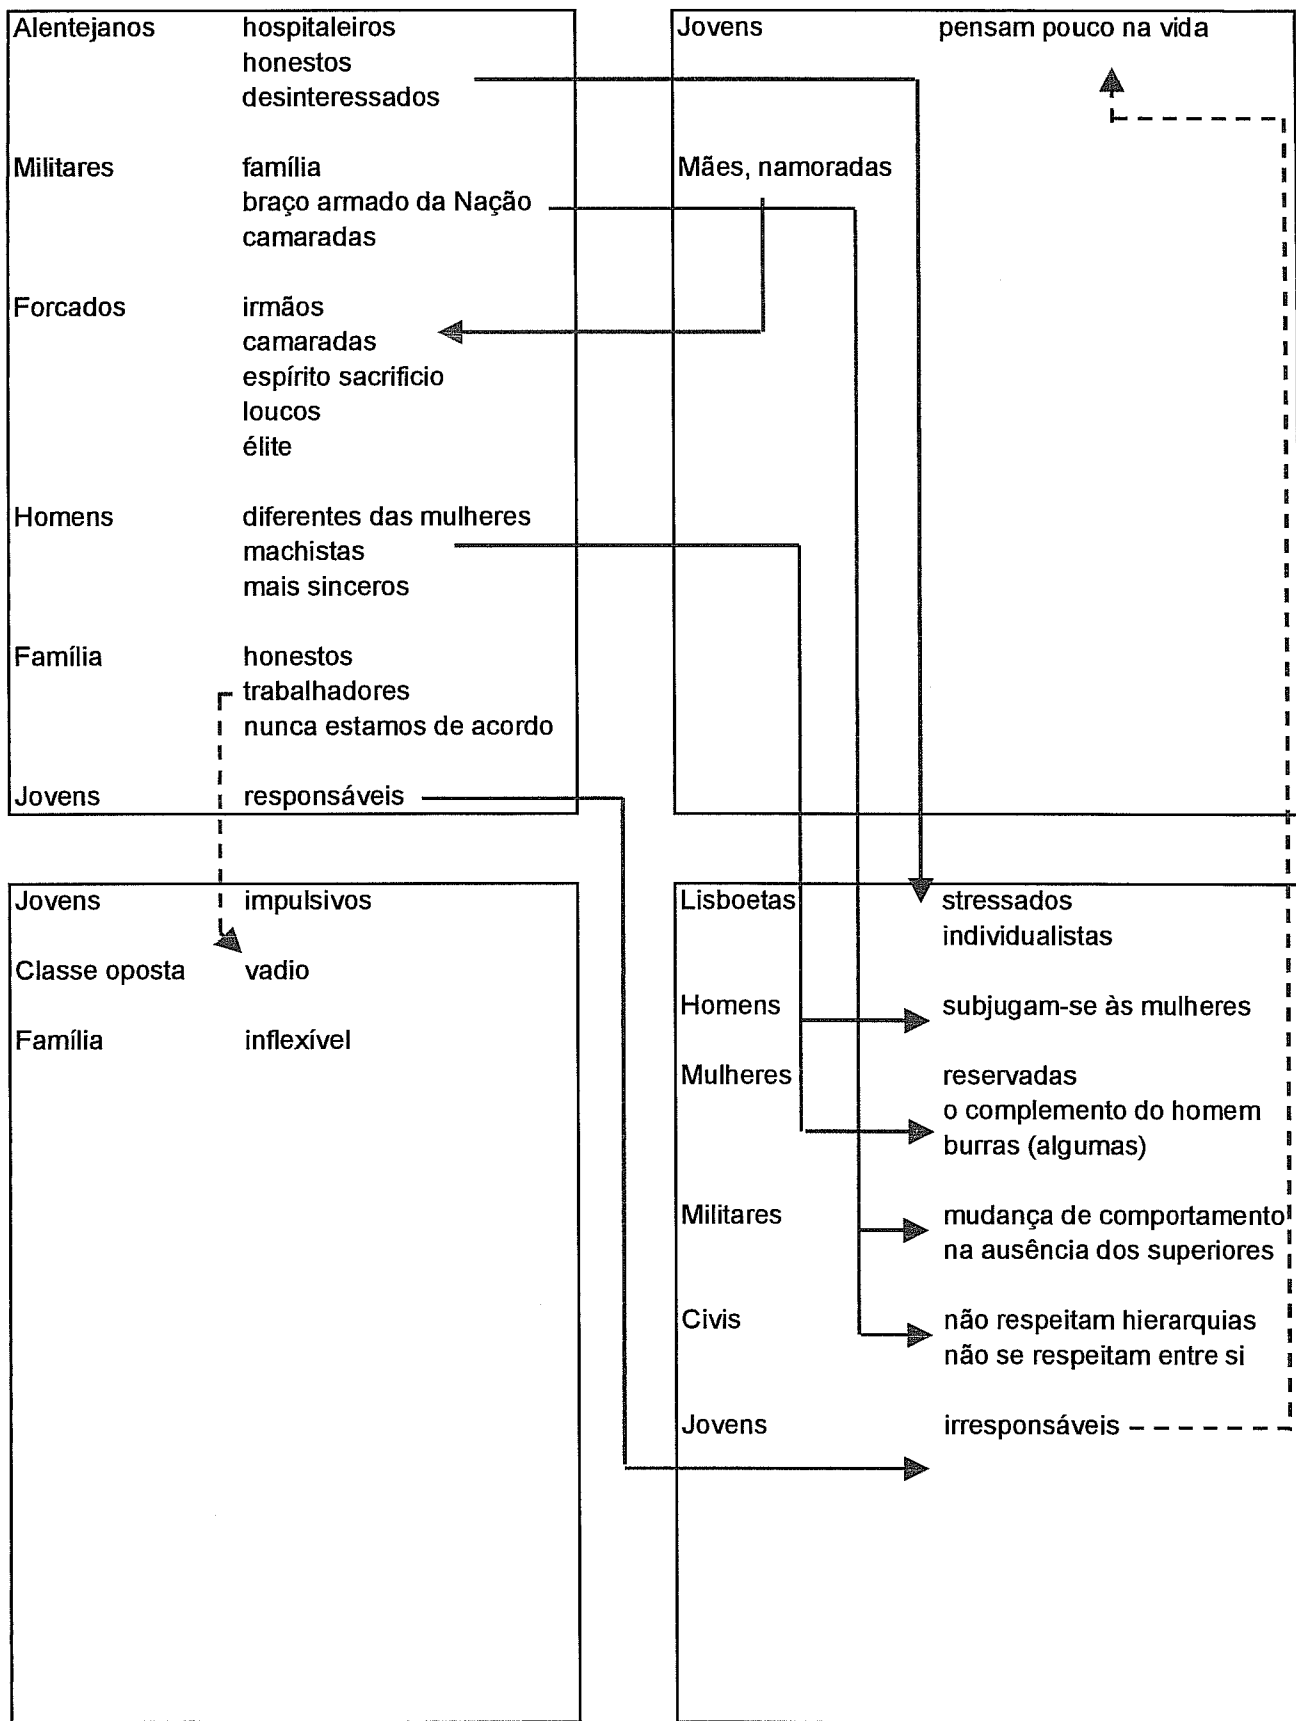 Alentejanos hospitaleiros
honestos
desinteressados
Militares família
braço armado da Nação
camaradas
Forcados irmãos
camaradas
espírito sacrificio
loucos
élite
Homens diferentes das mulheres
machistas
mais sinceros
Família honestos
trabalhadores
nunca estamos de acordo
Jovens responsáveis
Jovens pensam pouco na vida
Mães, namoradas
Jovens impulsivos
Classe oposta vadio
Família inflexível
Lisboetas stressados
individualistas
Homens subjugam-se às mulheres
Mulheres reservadas
o complemento do homem
burras (algumas)
Militares mudança de comportamento
na ausência dos superiores
Civis não respeitam hierarquias
não se respeitam entre si
Jovens irresponsáveis